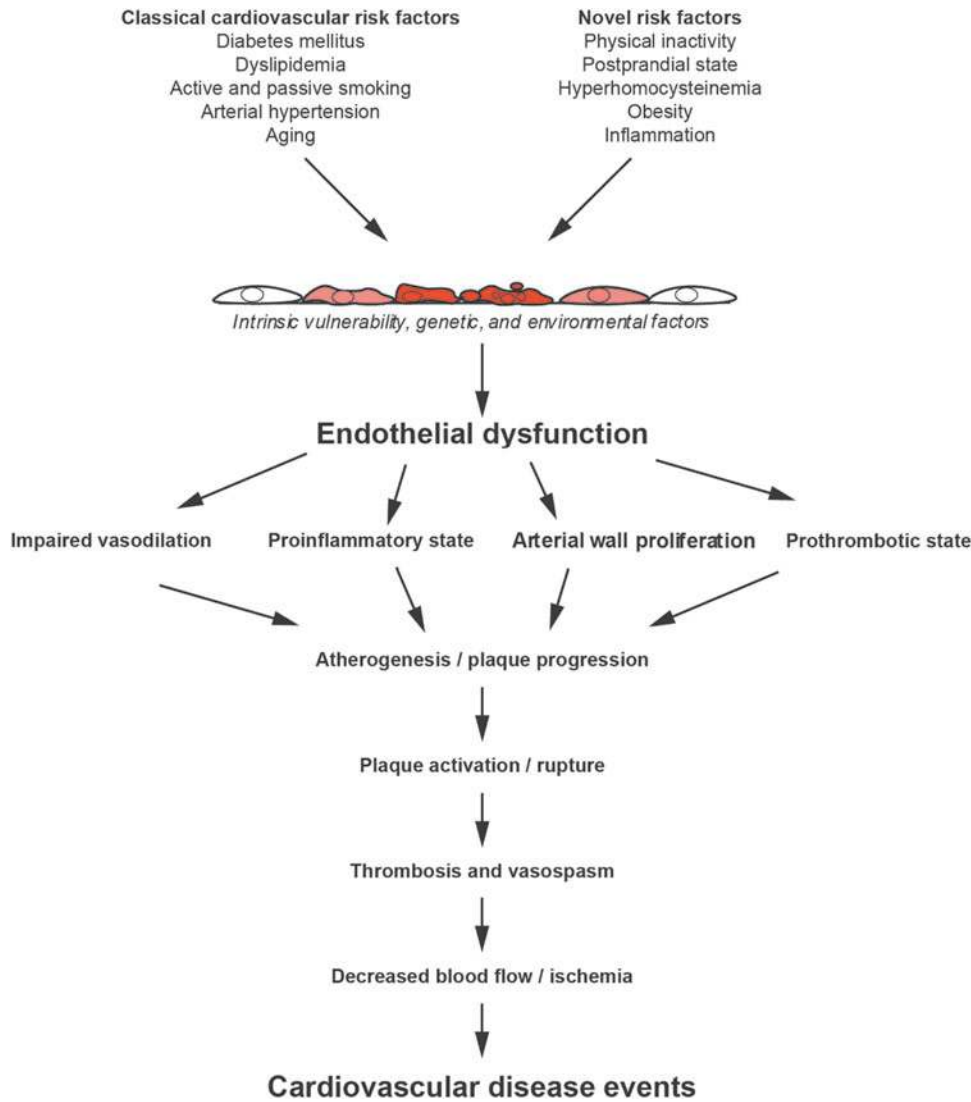 Classical cardiovascular risk factors
Diabetes mellitus
Dyslipidemia
Active and passive smoking
Arterial hypertension
Aging
Novel risk factors
Physical inactivity
Postprandial state
Hyperhomocysteinemia
Obesity
Inflammation
Intrinsic vulnerability, genetic, and environmental factors
Endothelial dysfunction
Impaired vasodilation
Proinflammatory state
Arterial wall proliferation
Prothrombotic state
Atherogenesis / plaque progression
Plaque activation / rupture
Thrombosis and vasospasm
Decreased blood flow / ischemia
Cardiovascular disease events